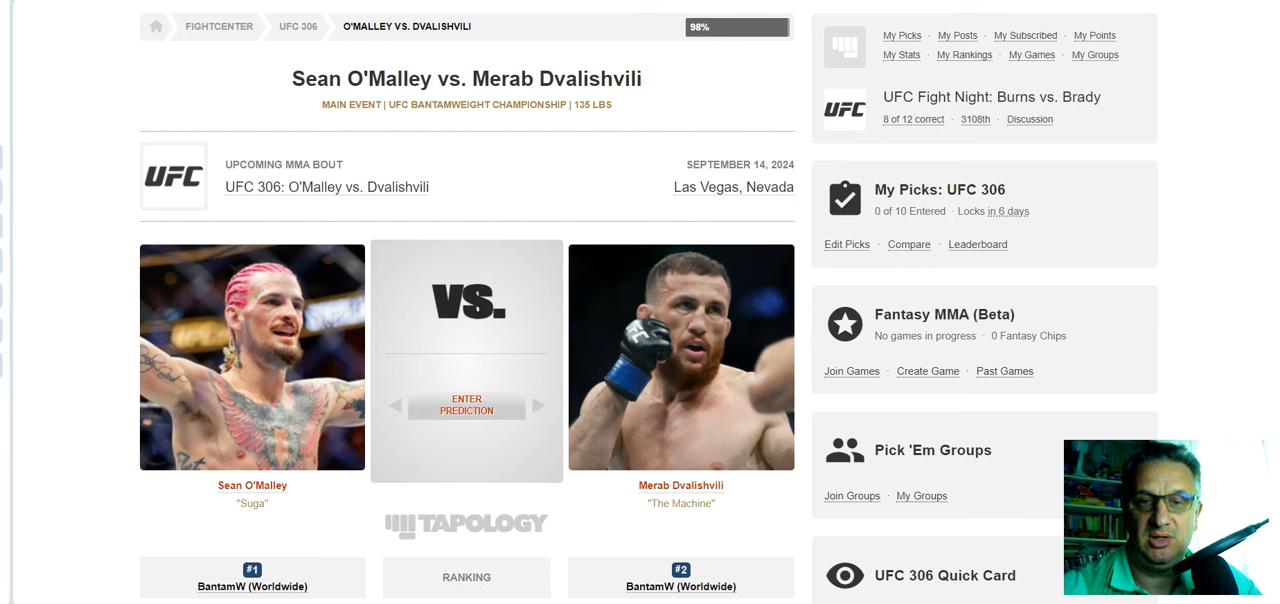 FIGHTCENTER UFC 306 O'MALLEY VS. DVALISHVILI 98%
Sean O'Malley vs. Merab Dvalishvili
MAIN EVENT | UFC BANTAMWEIGHT CHAMPIONSHIP | 135 LBS
UFC
UPCOMING MMA BOUT
UFC 306: O'Malley vs. Dvalishvili
SEPTEMBER 14, 2024
Las Vegas, Nevada
VS.
ENTER
PREDICTION
Sean O'Malley
"Suga"
Merab Dvalishvili
"The Machine"
TAPOLOGY
#1
BantamW (Worldwide)
RANKING
#2
BantamW (Worldwide)
My Picks · My Posts · My Subscribed · My Points
My Stats · My Rankings · My Games · My Groups
UFC
UFC Fight Night: Burns vs. Brady
8 of 12 correct · 3108th · Discussion
My Picks: UFC 306
0 of 10 Entered · Locks in 6 days
Edit Picks · Compare · Leaderboard
Fantasy MMA (Beta)
No games in progress · 0 Fantasy Chips
Join Games · Create Game · Past Games
Pick 'Em Groups
Join Groups · My Groups
UFC 306 Quick Card